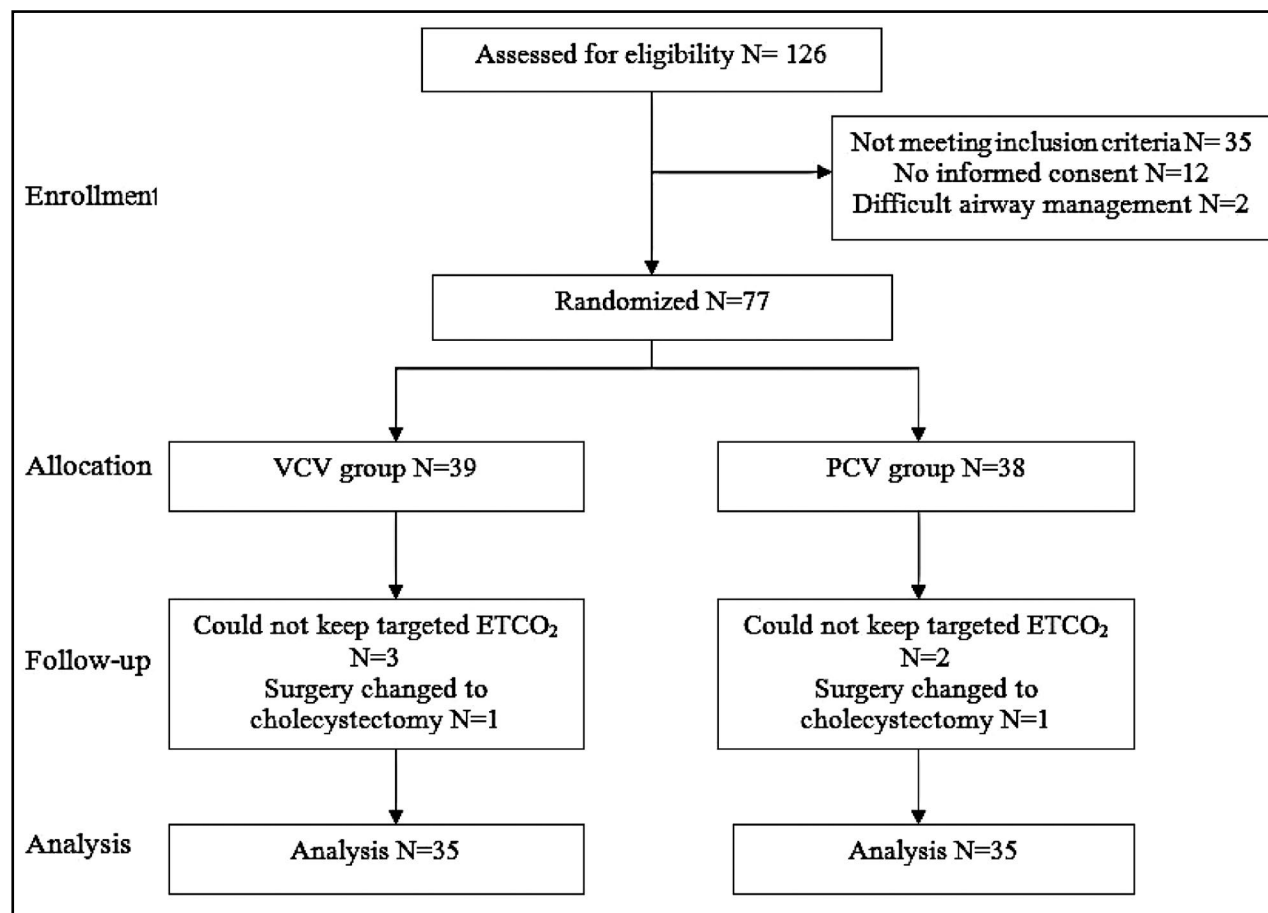 Assessed for eligibility N= 126
Not meeting inclusion criteria N= 35
No informed consent N=12
Difficult airway management N=2
Enrollment
Randomized N=77
Allocation
VCV group N=39
PCV group N=38
Follow-up
Could not keep targeted ETCO₂
N=3
Surgery changed to
cholecystectomy N=1
Could not keep targeted ETCO₂
N=2
Surgery changed to
cholecystectomy N=1
Analysis
Analysis N=35
Analysis N=35